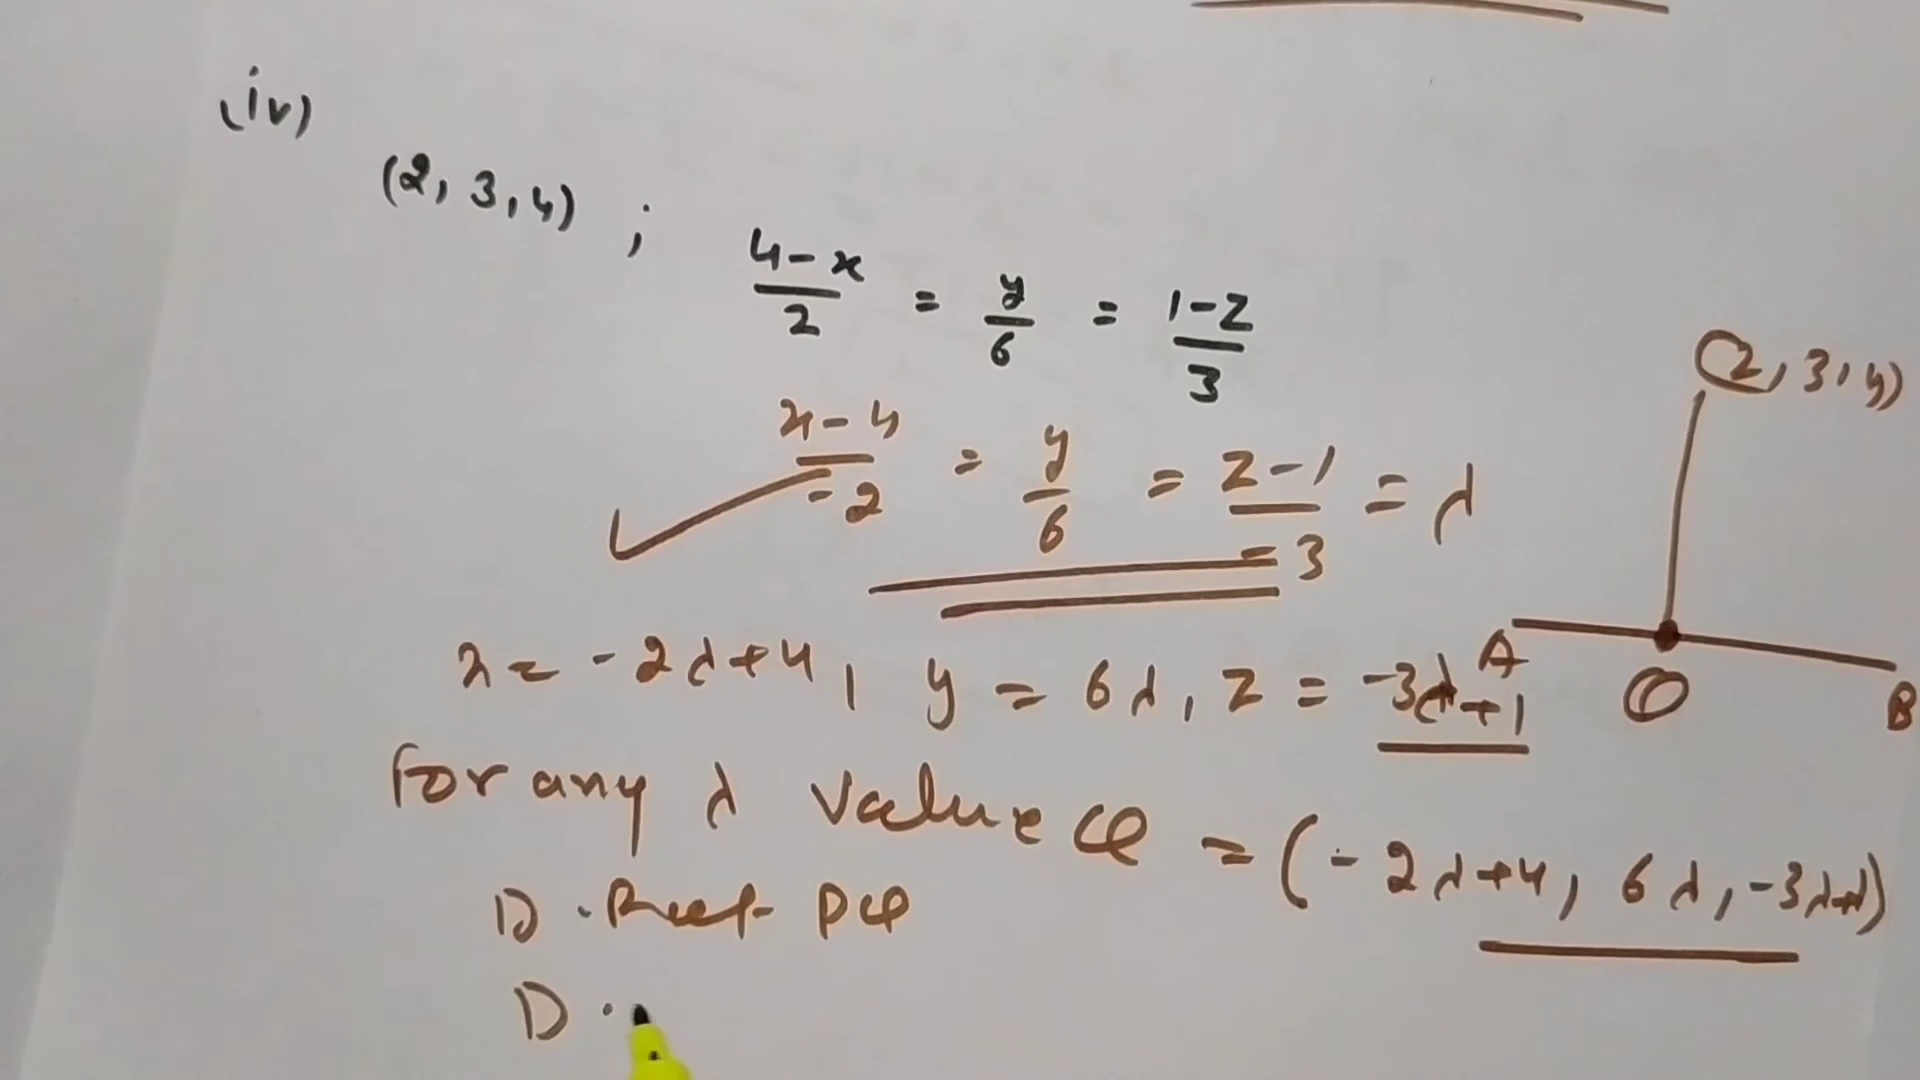 (iv)
(2, 3, 4) ; (4-x)/2 = y/6 = (1-z)/3
(2, 3, 4)
(x-4)/-2 = y/6 = (z-1)/-3 = λ
A
B
x = -2λ+4, y = 6λ, z = -3λ+1
For any λ value Q = (-2λ+4, 6λ, -3λ+1)
PQ
D.